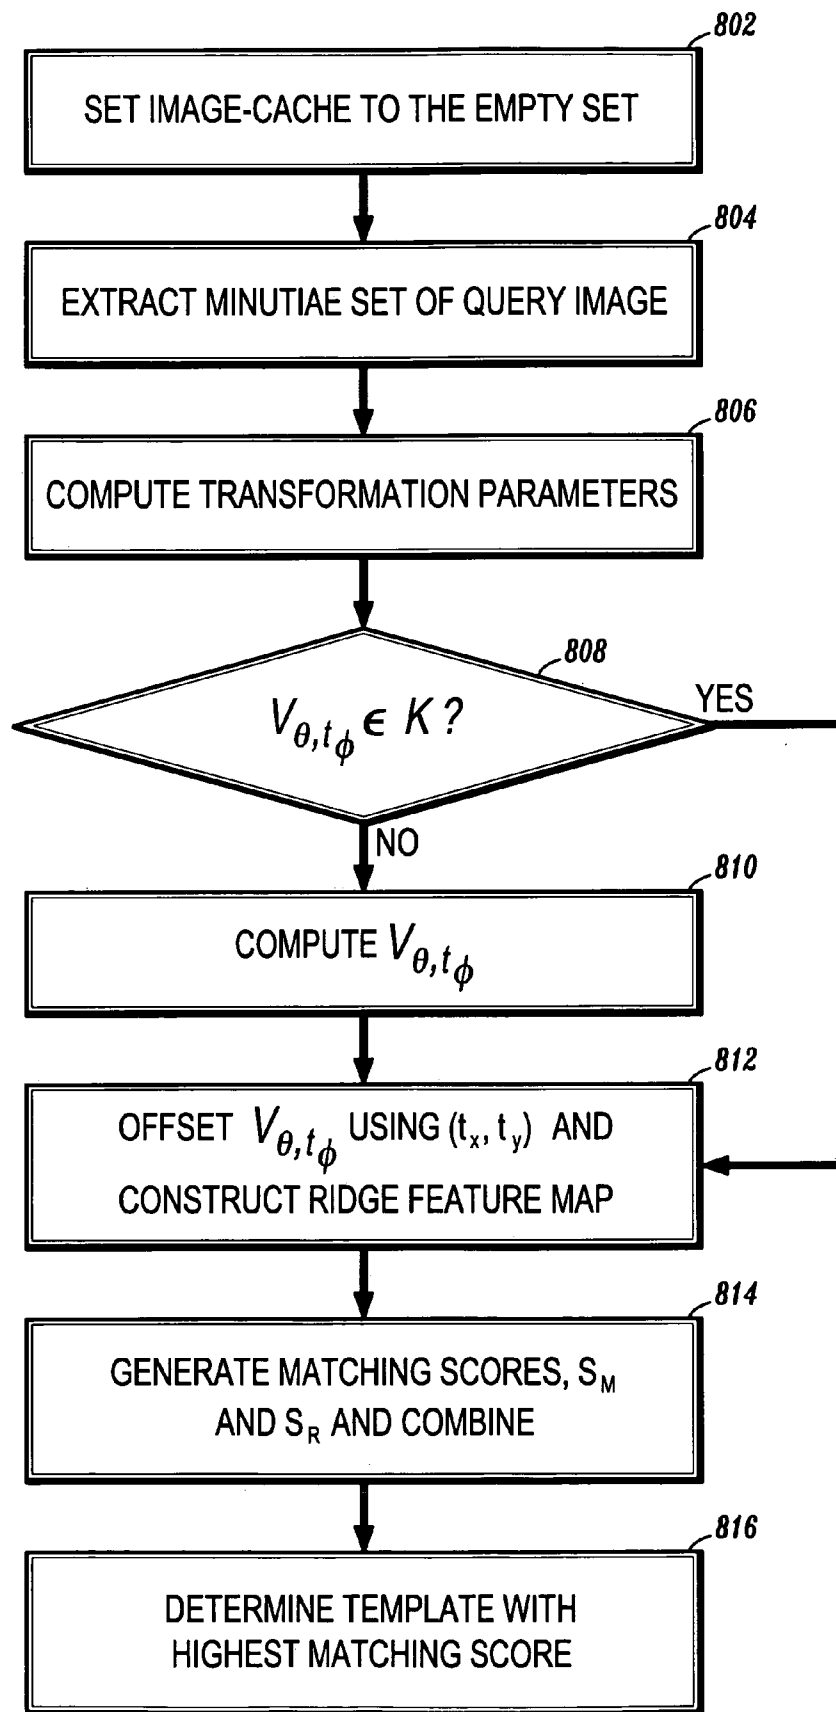 802
SET IMAGE-CACHE TO THE EMPTY SET
804
EXTRACT MINUTIAE SET OF QUERY IMAGE
806
COMPUTE TRANSFORMATION PARAMETERS
808
V_{θ,t_ϕ} ϵ K?
YES
NO
810
COMPUTE V_{θ,t_ϕ}
812
OFFSET V_{θ,t_ϕ} USING (t_x, t_y) AND
CONSTRUCT RIDGE FEATURE MAP
814
GENERATE MATCHING SCORES, S_M
AND S_R AND COMBINE
816
DETERMINE TEMPLATE WITH
HIGHEST MATCHING SCORE